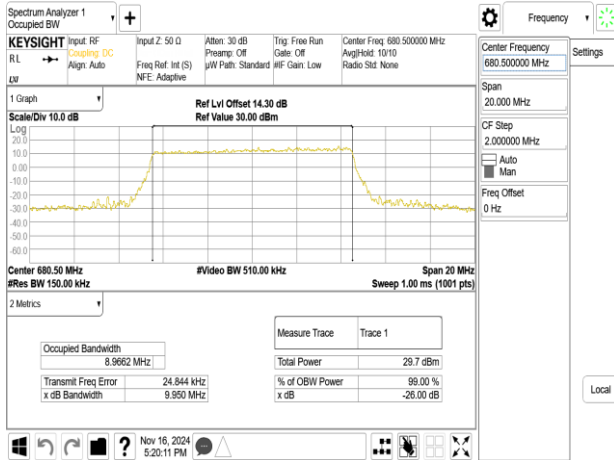 Spectrum Analyzer 1
Occupied BW
Frequency
KEYSIGHT
RL
LXI
Input: RF
Coupling: DC
Align: Auto
Input Z: 50 Ω
Freq Ref: Int (S)
NFE: Adaptive
Atten: 30 dB
Preamp: Off
µW Path: Standard
Trig: Free Run
Gate: Off
#IF Gain: Low
Center Freq: 680.500000 MHz
Avg|Hold: 10/10
Radio Std: None
Center Frequency
680.500000 MHz
Settings
Span
20.000 MHz
CF Step
2.000000 MHz
Auto
Man
Freq Offset
0 Hz
Local
1 Graph
Scale/Div 10.0 dB
Ref Lvl Offset 14.30 dB
Ref Value 30.00 dBm
Log
20.0
10.0
0.00
-10.0
-20.0
-30.0
-40.0
-50.0
-60.0
Center 680.50 MHz
#Res BW 150.00 kHz
#Video BW 510.00 kHz
Span 20 MHz
Sweep 1.00 ms (1001 pts)
2 Metrics
Occupied Bandwidth
8.9662 MHz
Transmit Freq Error 24.844 kHz
x dB Bandwidth 9.950 MHz
Measure Trace Trace 1
Total Power 29.7 dBm
% of OBW Power 99.00 %
x dB -26.00 dB
?
Nov 16, 2024
5:20:11 PM